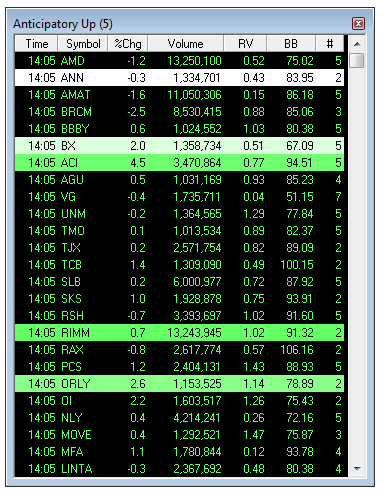 Anticipatory Up (5)
Time Symbol %Chg Volume RV BB #
14:05 AMD -1.2 13,250,100 0.52 75.02 5
14:05 ANN -0.3 1,334,701 0.43 83.95 2
14:05 AMAT -1.6 11,050,306 0.15 86.18 5
14:05 BRCM -2.5 8,530,415 0.88 85.06 3
14:05 BBBY 0.6 1,024,552 1.03 80.38 5
14:05 BX 2.0 1,358,734 0.51 67.09 5
14:05 ACI 4.5 3,470,864 0.77 94.51 5
14:05 AGU 0.5 1,031,169 0.93 85.23 4
14:05 VG -0.4 1,735,711 0.04 51.15 7
14:05 UNM -0.2 1,364,565 1.29 77.84 5
14:05 TMO 0.1 1,013,534 0.89 82.37 5
14:05 TJX 0.2 2,571,754 0.82 89.09 2
14:05 TCB 1.4 1,309,090 0.49 100.15 2
14:05 SLB 0.2 6,000,977 0.72 87.92 5
14:05 SKS 1.0 1,928,878 0.75 93.91 2
14:05 RSH -0.7 3,393,697 1.02 91.60 5
14:05 RIMM 0.7 13,243,945 1.02 91.32 2
14:05 RAX -0.8 2,617,774 0.57 106.16 2
14:05 PCS 1.2 2,404,131 1.43 88.93 5
14:05 ORLY 2.6 1,153,525 1.14 78.89 2
14:05 OI 2.2 1,603,517 1.26 75.43 2
14:05 NLY 0.4 4,214,241 0.26 72.16 5
14:05 MOVE 0.4 1,292,521 1.47 75.87 3
14:05 MFA 1.1 1,780,844 0.12 93.78 4
14:05 LINTA -0.3 2,367,692 0.48 80.38 4